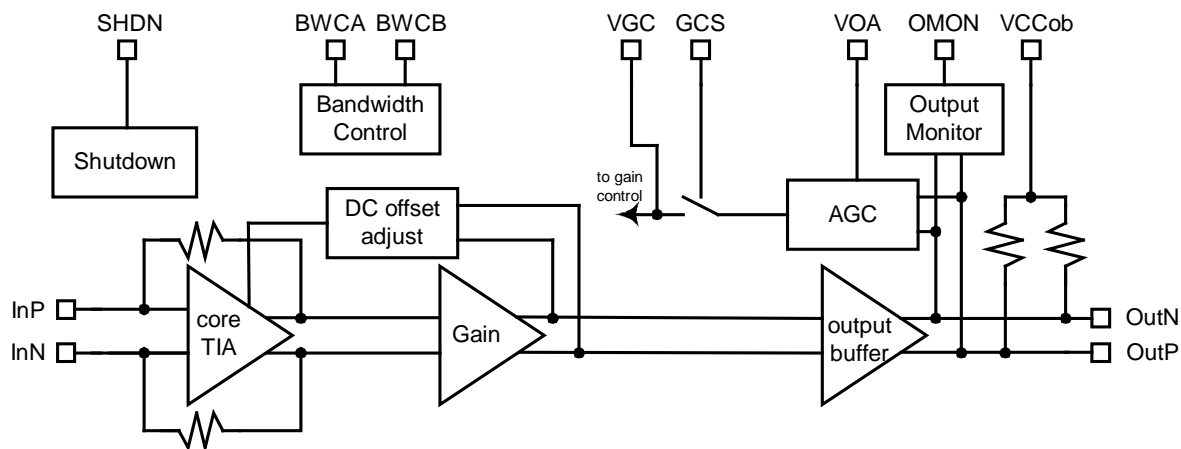 SHDN
BWCA
BWCB
VGC
GCS
VOA
OMON
VCCob
Bandwidth
Control
Output
Monitor
Shutdown
to gain
control
DC offset
adjust
AGC
InP
InN
core
TIA
Gain
output
buffer
OutN
OutP